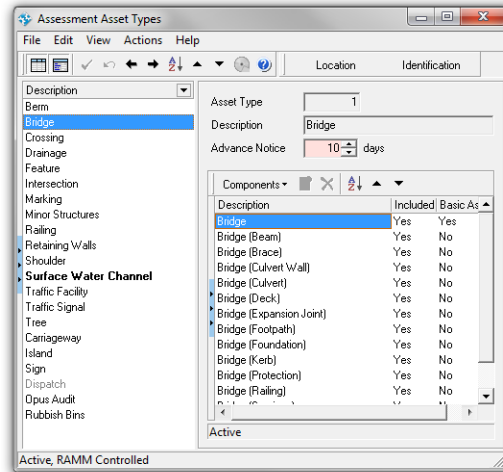 Assessment Asset Types
File Edit View Actions Help
Location Identification
Description
Berm
Bridge
Crossing
Drainage
Feature
Intersection
Marking
Minor Structures
Railing
Retaining Walls
Shoulder
Surface Water Channel
Traffic Facility
Traffic Signal
Tree
Carriageway
Island
Sign
Dispatch
Opus Audit
Rubbish Bins
Asset Type 1
Description Bridge
Advance Notice 10 days
Components
Description Included Basic As
Bridge Yes Yes
Bridge (Beam) Yes No
Bridge (Brace) Yes No
Bridge (Culvert Wall) Yes No
Bridge (Culvert) Yes No
Bridge (Deck) Yes No
Bridge (Expansion Joint) Yes No
Bridge (Footpath) Yes No
Bridge (Foundation) Yes No
Bridge (Kerb) Yes No
Bridge (Protection) Yes No
Bridge (Railing) Yes No
Active
Active, RAMM Controlled